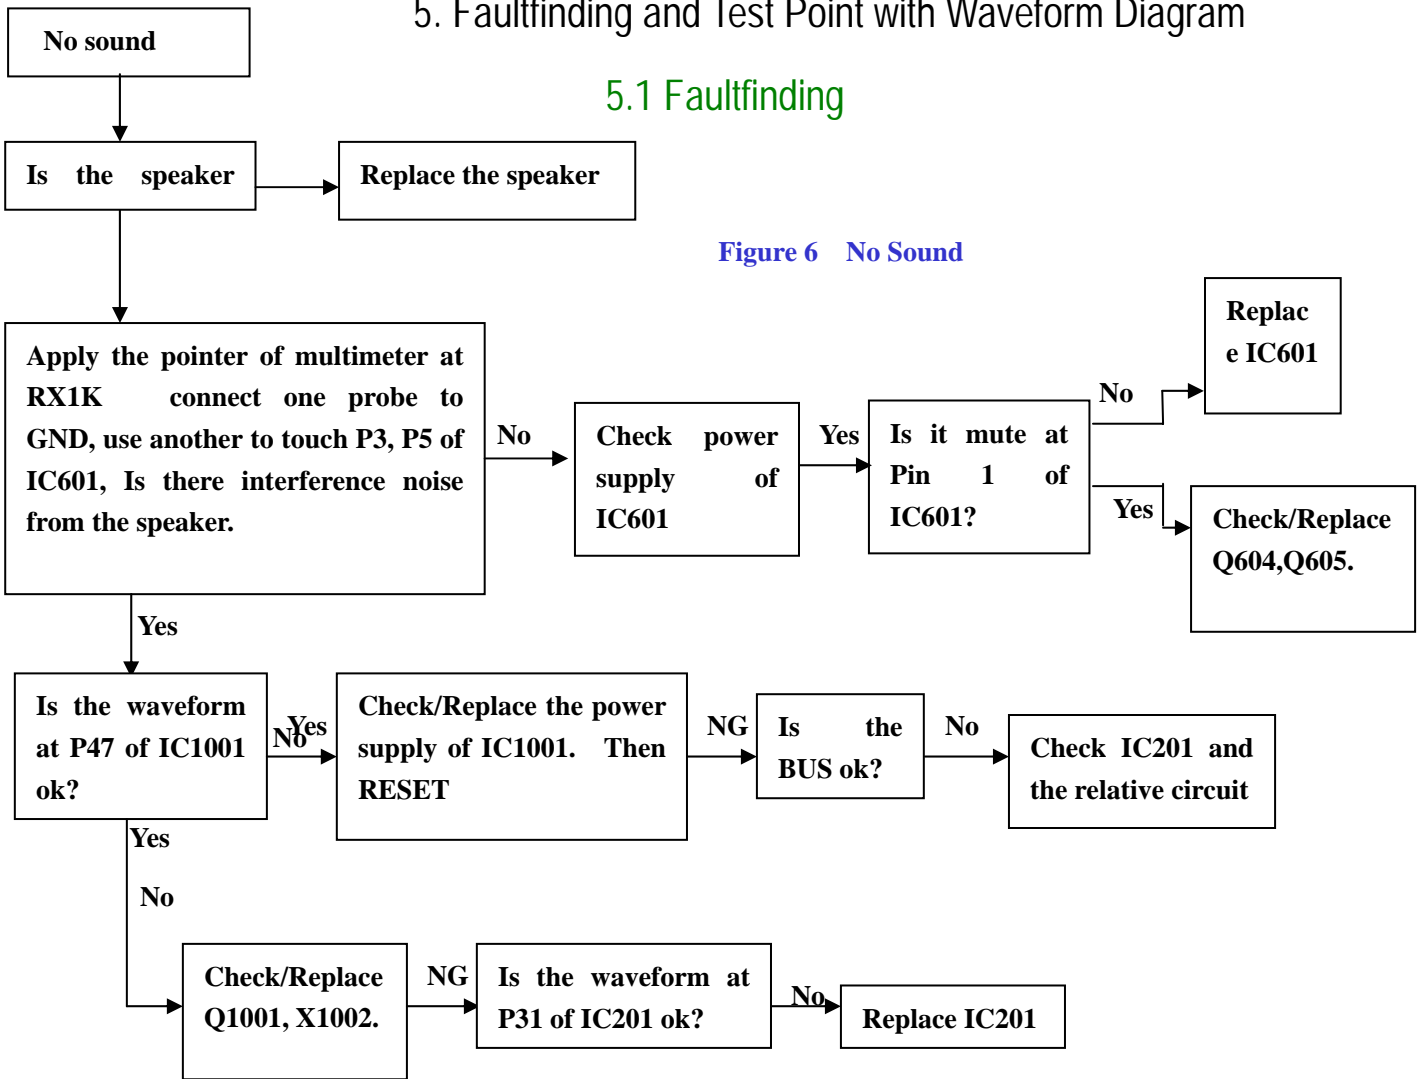 5. Faultfinding and Test Point with Waveform Diagram
No sound
5.1 Faultfinding
Is the speaker
Replace the speaker
Figure 6 No Sound
Apply the pointer of multimeter at
RX1K connect one probe to
GND, use another to touch P3, P5 of
IC601, Is there interference noise
from the speaker.
No
Check power
supply of
IC601
Yes
Is it mute at
Pin 1 of
IC601?
No
Replac
e IC601
Yes
Check/Replace
Q604,Q605.
Yes
Is the waveform
at P47 of IC1001
ok?
Yes
No
Check/Replace the power
supply of IC1001. Then
RESET
NG
Is the
BUS ok?
No
Check IC201 and
the relative circuit
Yes
No
Check/Replace
Q1001, X1002.
NG
Is the waveform at
P31 of IC201 ok?
No
Replace IC201